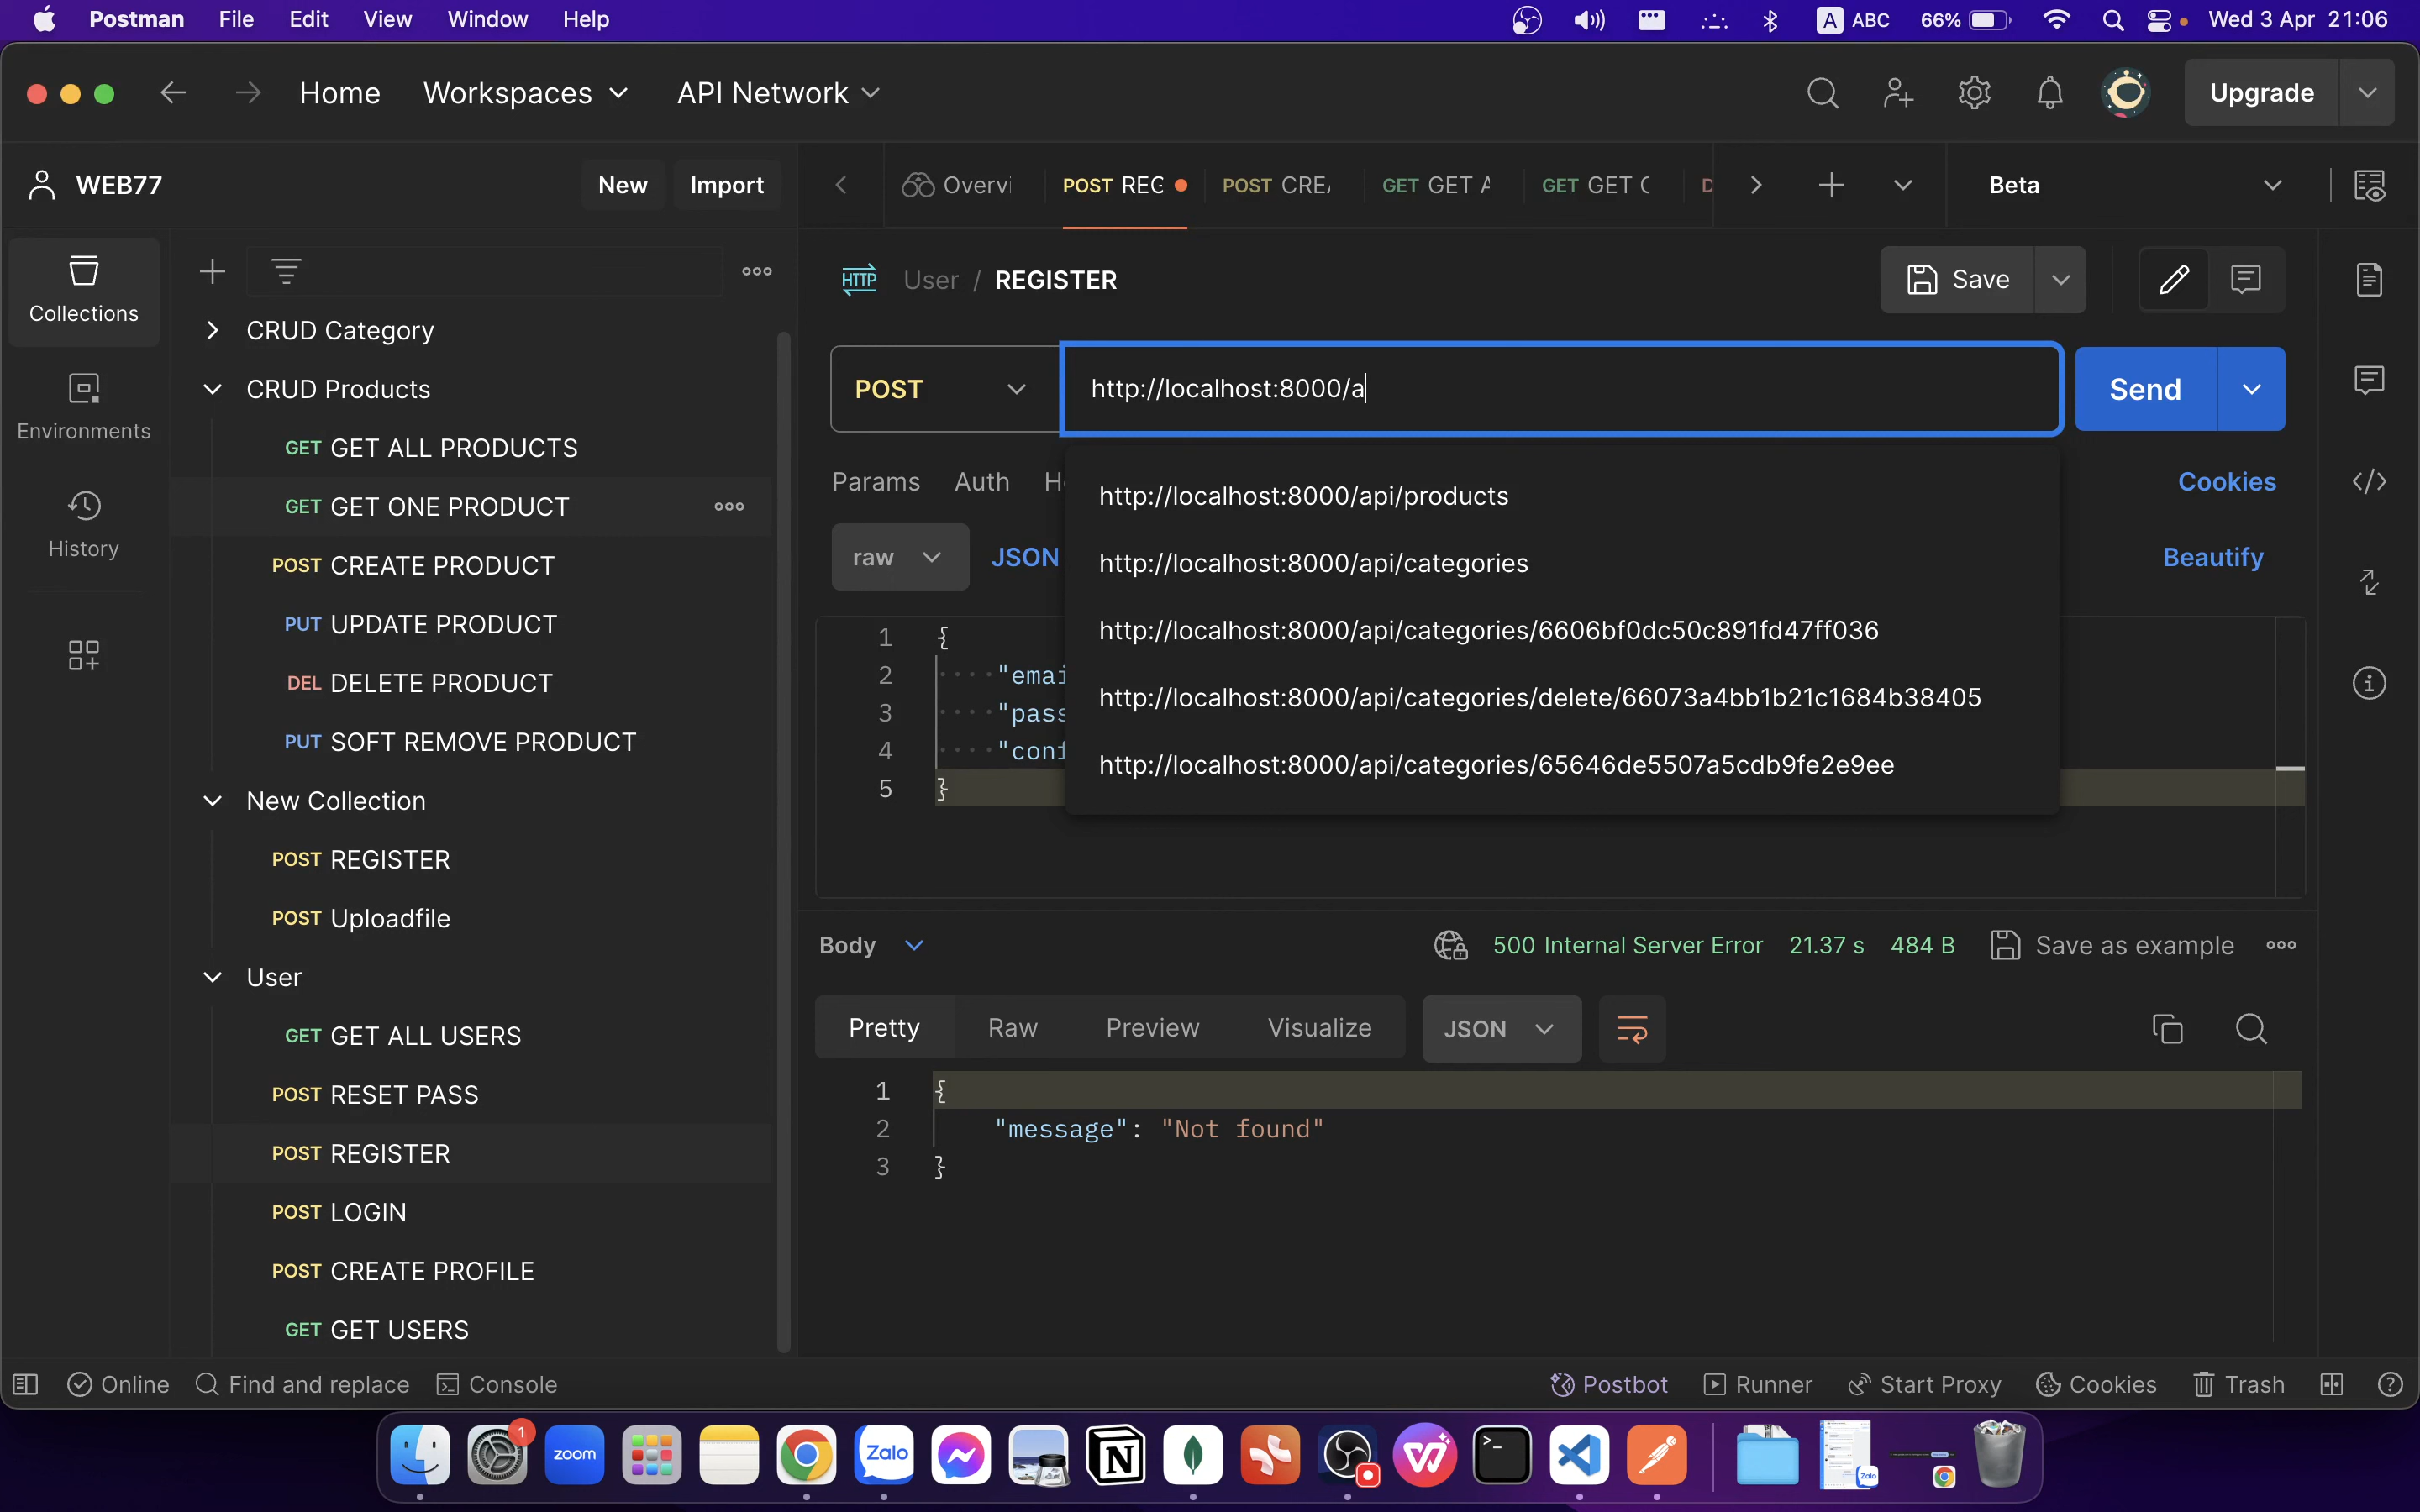 Postman File Edit View Window Help A ABC 66% Wed 3 Apr 21:06
Home Workspaces API Network Upgrade
WEB77 New Import Overvi POST REG POST CREA GET GET A GET GET C D Beta
Collections
Environments
History
CRUD Category
CRUD Products
GET GET ALL PRODUCTS
GET GET ONE PRODUCT
POST CREATE PRODUCT
PUT UPDATE PRODUCT
DEL DELETE PRODUCT
PUT SOFT REMOVE PRODUCT
New Collection
POST REGISTER
POST Uploadfile
User
GET GET ALL USERS
POST RESET PASS
POST REGISTER
POST LOGIN
POST CREATE PROFILE
GET GET USERS
HTTP User / REGISTER Save
POST http://localhost:8000/a Send
Params Auth He Cookies
raw JSON Beautify
http://localhost:8000/api/products
http://localhost:8000/api/categories
http://localhost:8000/api/categories/6606bf0dc50c891fd47ff036
http://localhost:8000/api/categories/delete/66073a4bb1b21c1684b38405
http://localhost:8000/api/categories/65646de5507a5cdb9fe2e9ee
1 {
2 "emai
3 "pass
4 "conf
5 }
Body 500 Internal Server Error 21.37 s 484 B Save as example
Pretty Raw Preview Visualize JSON
1 {
2 "message": "Not found"
3 }
Online Find and replace Console Postbot Runner Start Proxy Cookies Trash
1 zoom Zalo N Zalo